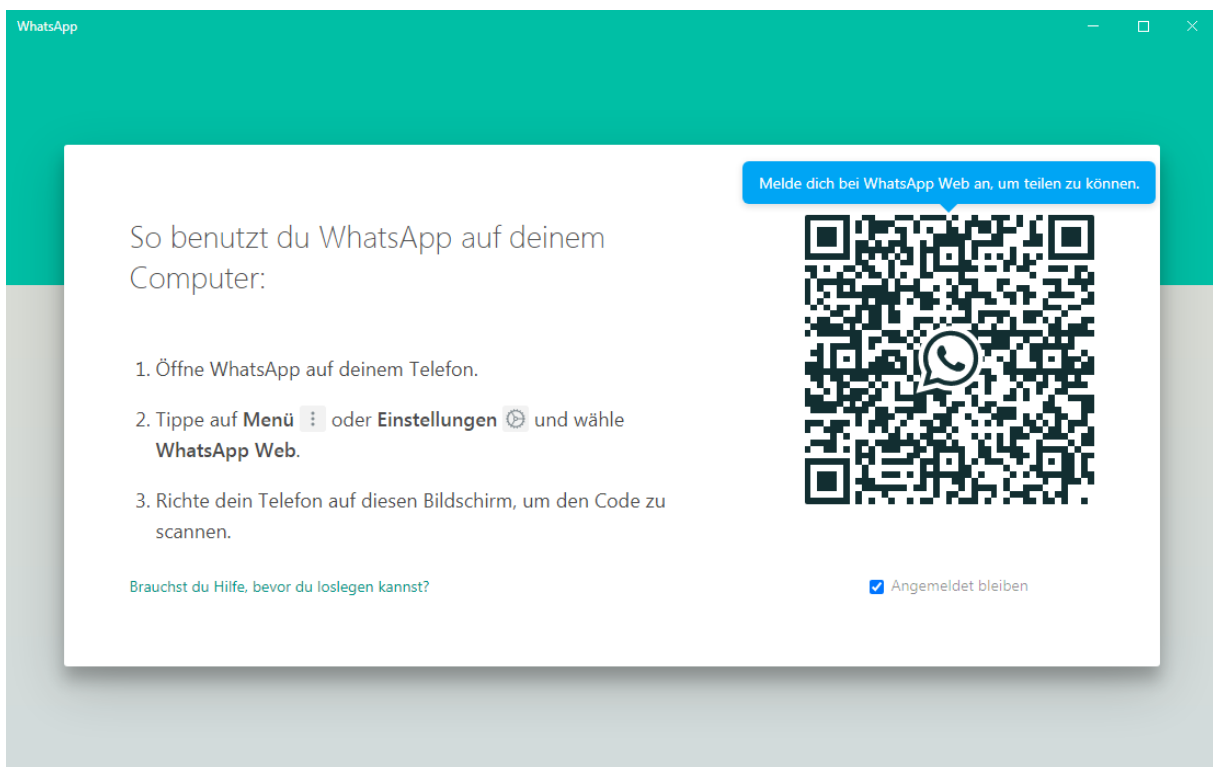 WhatsApp
Melde dich bei WhatsApp Web an, um teilen zu können.
So benutzt du WhatsApp auf deinem
Computer:
1. Öffne WhatsApp auf deinem Telefon.
2. Tippe auf Menü oder Einstellungen und wähle
WhatsApp Web.
3. Richte dein Telefon auf diesen Bildschirm, um den Code zu
scannen.
Brauchst du Hilfe, bevor du loslegen kannst?
Angemeldet bleiben